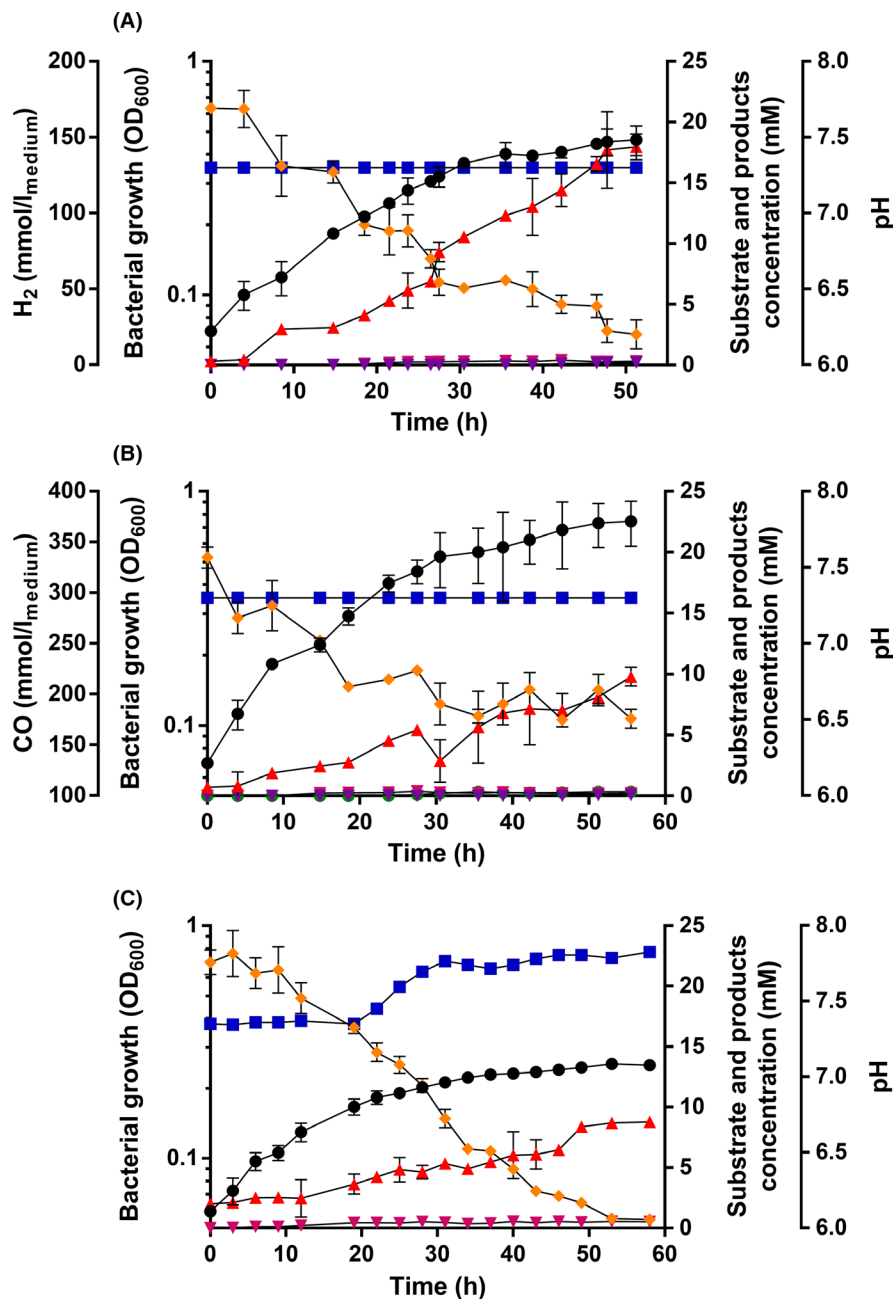 (A)
200
150
100
50
0
H2 (mmol/lmedium)
1
0.1
Bacterial growth (OD600)
25
20
15
10
5
0
Substrate and products
concentration (mM)
8.0
7.5
7.0
6.5
6.0
pH
0 10 20 30 40 50
Time (h)
(B)
400
350
300
250
200
150
100
CO (mmol/lmedium)
1
0.1
Bacterial growth (OD600)
25
20
15
10
5
0
Substrate and products
concentration (mM)
8.0
7.5
7.0
6.5
6.0
pH
0 10 20 30 40 50 60
Time (h)
(C)
1
0.1
Bacterial growth (OD600)
25
20
15
10
5
0
Substrate and products
concentration (mM)
8.0
7.5
7.0
6.5
6.0
pH
0 10 20 30 40 50 60
Time (h)